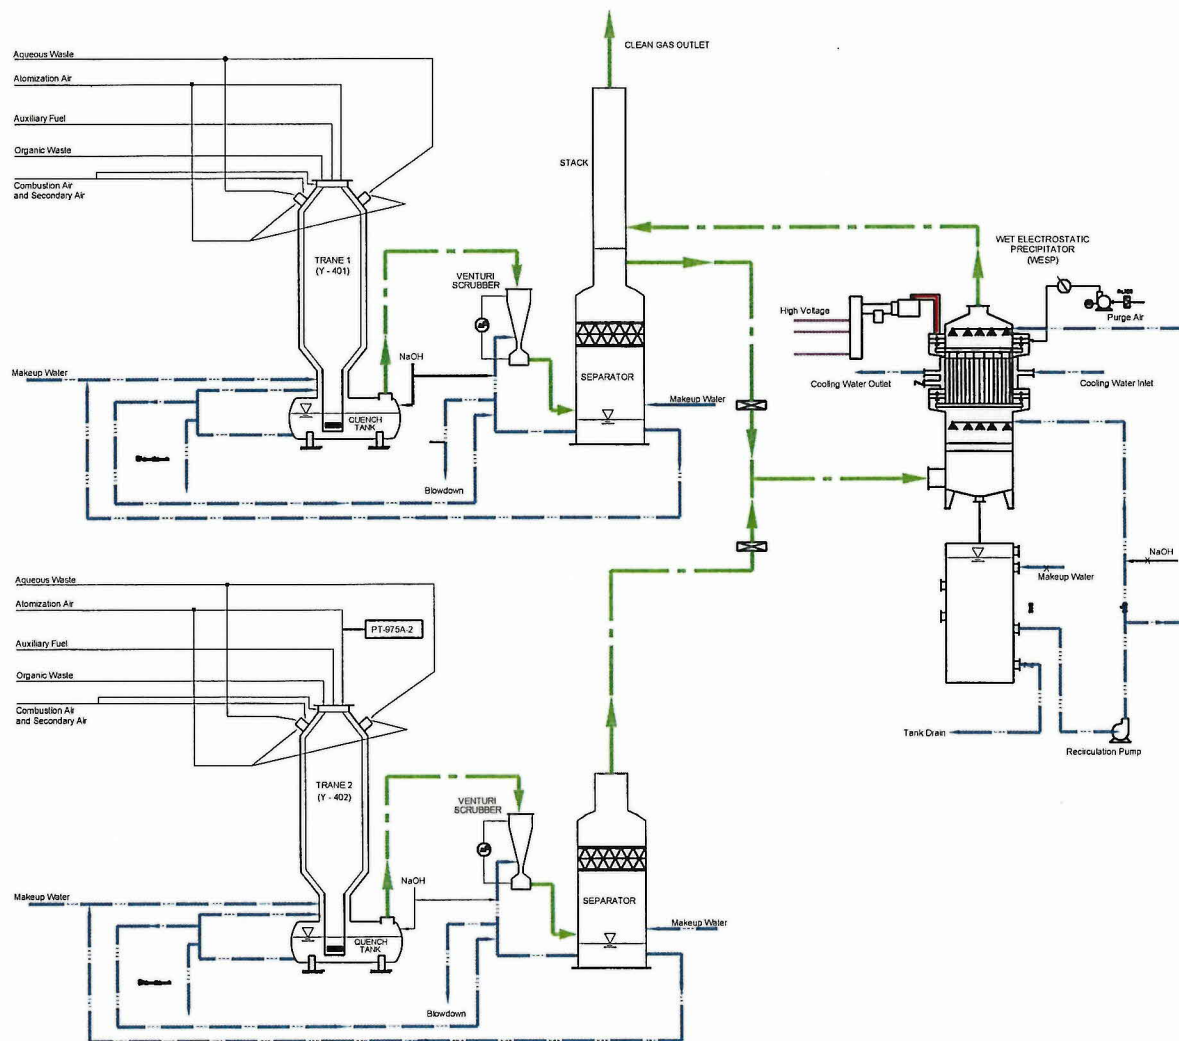 CLEAN GAS OUTLET
Aqueous Waste
Atomization Air
Auxiliary Fuel
Organic Waste
Combustion Air
and Secondary Air
STACK
TRANE 1
(Y - 401)
VENTURI
SCRUBBER
WET ELECTROSTATIC
PRECIPITATOR
(WESP)
High Voltage
Purge Air
NaOH
Makeup Water
SEPARATOR
Makeup Water
Cooling Water Outlet
Cooling Water Inlet
QUENCH
TANK
Blowdown
NaOH
Makeup Water
Aqueous Waste
Atomization Air
PT-975A-2
Auxiliary Fuel
Organic Waste
Combustion Air
and Secondary Air
Tank Drain
Recirculation Pump
TRANE 2
(Y - 402)
VENTURI
SCRUBBER
NaOH
Makeup Water
SEPARATOR
Makeup Water
QUENCH
TANK
Blowdown